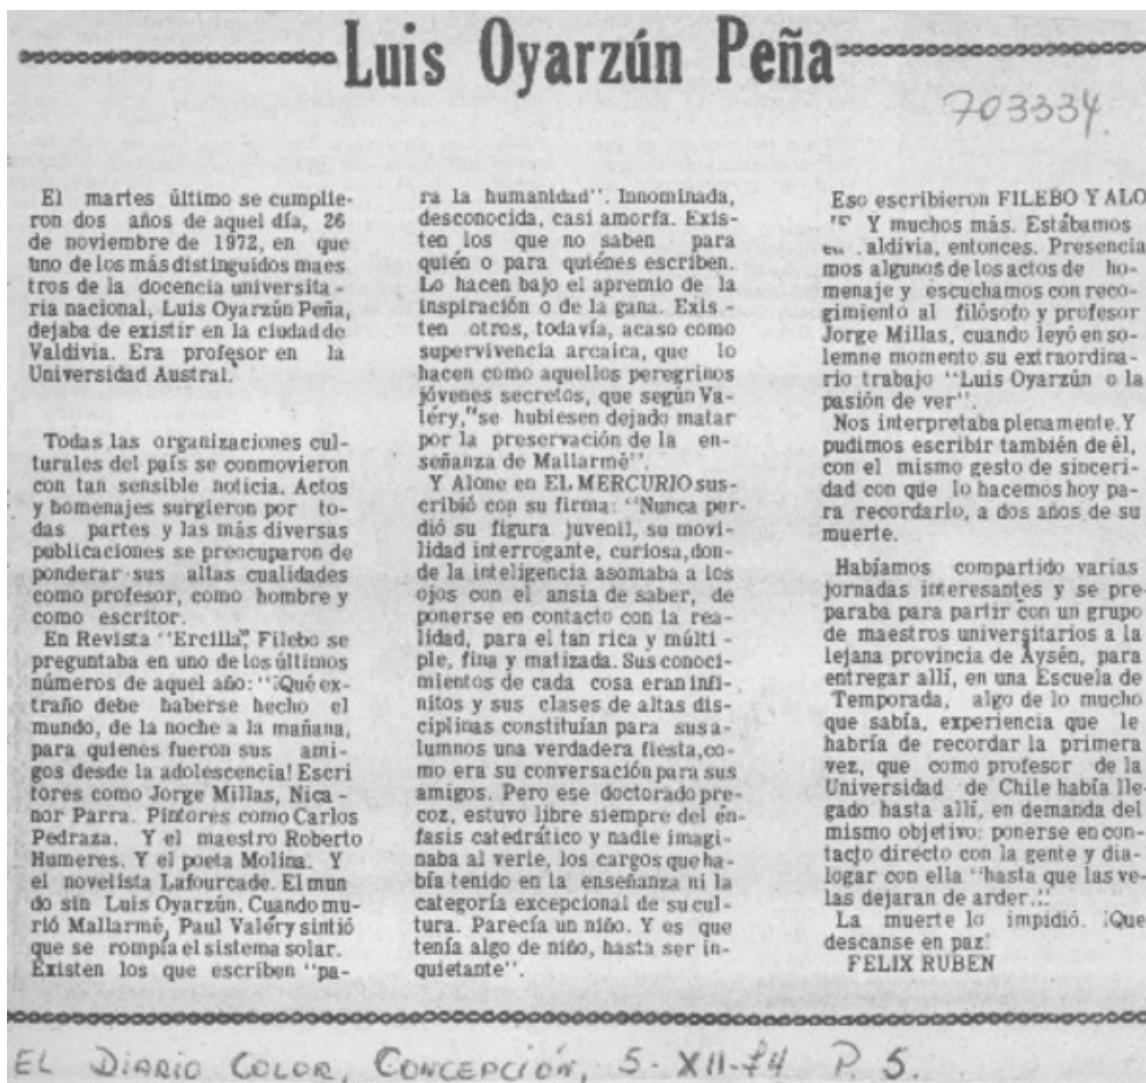 Luis Oyarzún Peña
703334
El martes último se cumplie-
ron dos años de aquel día, 26
de noviembre de 1972, en que
uno de los más distinguidos maes
tros de la docencia universita -
ria nacional, Luis Oyarzún Peña,
dejaba de existir en la ciudad de
Valdivia. Era profesor en la
Universidad Austral.
Todas las organizaciones cul-
turales del país se conmovieron
con tan sensible noticia. Actos
y homenajes surgieron por to-
das partes y las más diversas
publicaciones se preocuparon de
ponderar sus altas cualidades
como profesor, como hombre y
como escritor.
En Revista "Ercilla", Filebo se
preguntaba en uno de los últimos
números de aquel año: "¡Qué ex-
traño debe haberse hecho el
mundo, de la noche a la mañana,
para quienes fueron sus ami-
gos desde la adolescencia! Escri
tores como Jorge Millas, Nica -
nor Parra. Pintores como Carlos
Pedraza. Y el maestro Roberto
Humeres. Y el poeta Molina. Y
el novelista Lafourcade. El mun
do sin Luis Oyarzún. Cuando mu-
rió Mallarmé, Paul Valéry sintió
que se rompía el sistema solar.
Existen los que escriben "pa-
ra la humanidad". Innominada,
desconocida, casi amorfa. Exis-
ten los que no saben para
quién o para quiénes escriben.
Lo hacen bajo el apremio de la
inspiración o de la gana. Exis -
ten otros, todavía, acaso como
supervivencia arcaica, que lo
hacen como aquellos peregrinos
jóvenes secretos, que según Va-
léry, "se hubiesen dejado matar
por la preservación de la en-
señanza de Mallarmé".
Y Alone en EL MERCURIO sus-
cribió con su firma: "Nunca per-
dió su figura juvenil, su movi-
lidad interrogante, curiosa, don-
de la inteligencia asomaba a los
ojos con el ansia de saber, de
ponerse en contacto con la rea-
lidad, para el tan rica y múlti -
ple, fina y matizada. Sus conoci-
mientos de cada cosa eran infi-
nitos y sus clases de altas dis-
ciplinas constituían para sus a-
lumnos una verdadera fiesta, co-
mo era su conversación para sus
amigos. Pero ese doctorado pre-
coz, estuvo libre siempre del én-
fasis catedrático y nadie imagi-
naba al verle, los cargos que ha-
bía tenido en la enseñanza ni la
categoría excepcional de su cul-
tura. Parecía un niño. Y es que
tenía algo de niño, hasta ser in-
quietante".
Eso escribieron FILEBO Y ALO
Y muchos más. Estábamos
aldivia, entonces. Presencia
mos algunos de los actos de ho-
menaje y escuchamos con reco-
gimiento al filósofo y profesor
Jorge Millas, cuando leyó en so-
lemne momento su extraordina-
rio trabajo "Luis Oyarzún o la
pasión de ver".
Nos interpretaba plenamente. Y
pudimos escribir también de él,
con el mismo gesto de sinceri-
dad con que lo hacemos hoy pa-
ra recordarlo, a dos años de su
muerte.
Habíamos compartido varias
jornadas interesantes y se pre-
paraba para partir con un grupo
de maestros universitarios a la
lejana provincia de Aysén, para
entregar allí, en una Escuela de
Temporada, algo de lo mucho
que sabía, experiencia que le
habría de recordar la primera
vez, que como profesor de la
Universidad de Chile había lle-
gado hasta allí, en demanda del
mismo objetivo: ponerse en con-
tacto directo con la gente y dia-
logar con ella "hasta que las ve-
las dejaran de arder..".
La muerte lo impidió. ¡Que
descanse en paz!
FELIX RUBEN
EL DIARIO COLOR, CONCEPCIÓN, 5-XII-74 P. 5.